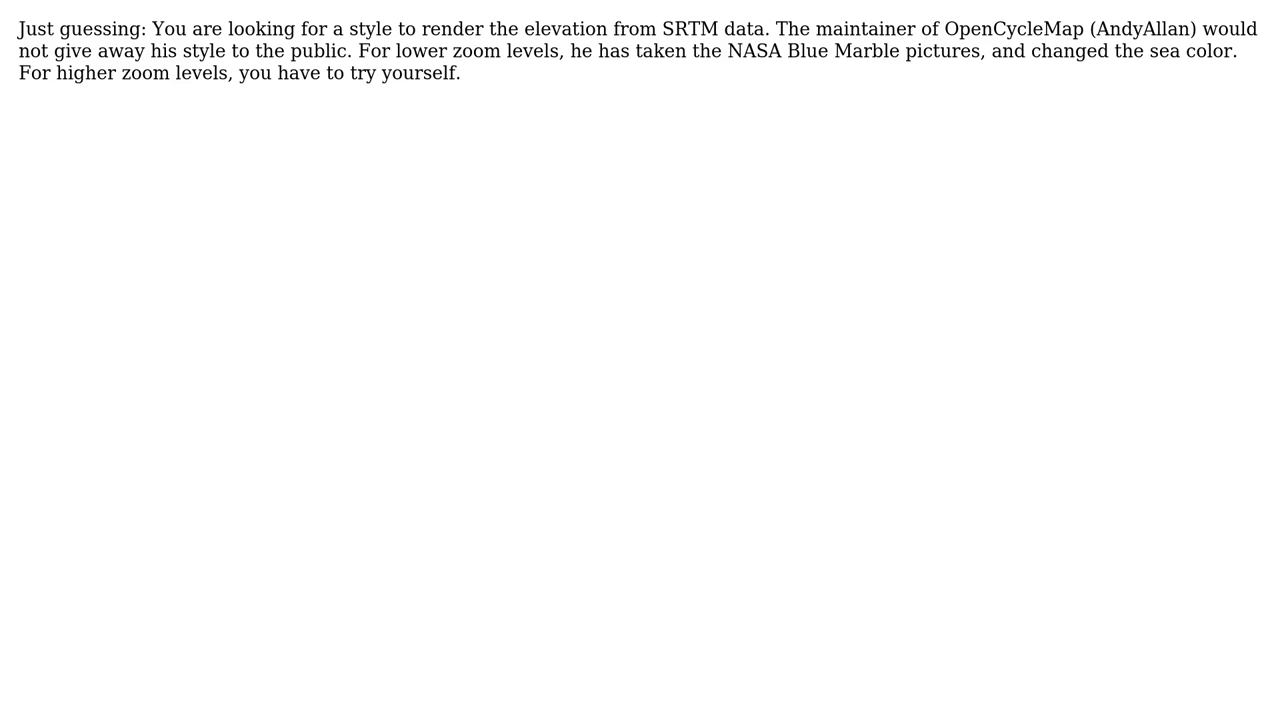 Just guessing: You are looking for a style to render the elevation from SRTM data. The maintainer of OpenCycleMap (AndyAllan) would
not give away his style to the public. For lower zoom levels, he has taken the NASA Blue Marble pictures, and changed the sea color.
For higher zoom levels, you have to try yourself.